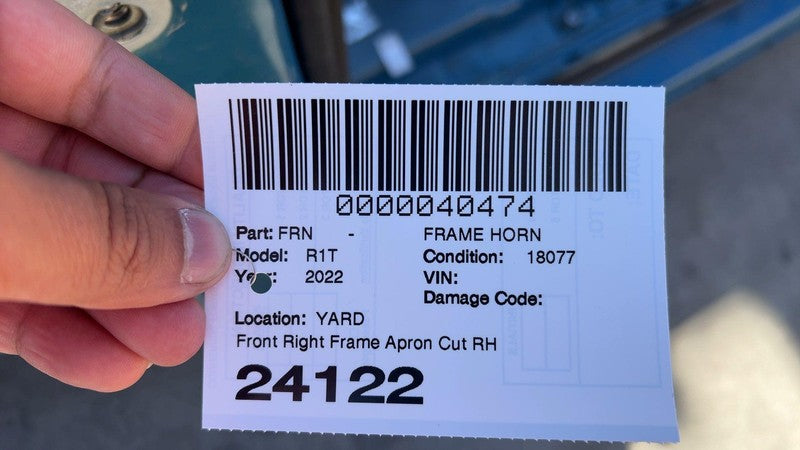 0000040474
Part: FRN - FRAME HORN
Model: R1T Condition: 18077
Year: 2022 VIN:
Damage Code:
Location: YARD
Front Right Frame Apron Cut RH
24122